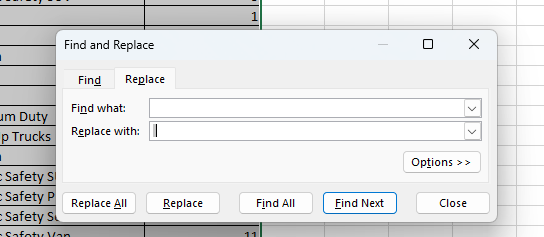 1
Find and Replace
Find
Replace
Find what:
Replace with:
um Duty
p Trucks
Options >>
c Safety S
c Safety P
c Safety Se
Replace All
Replace
Find All
Find Next
Close
c Safety Van
11